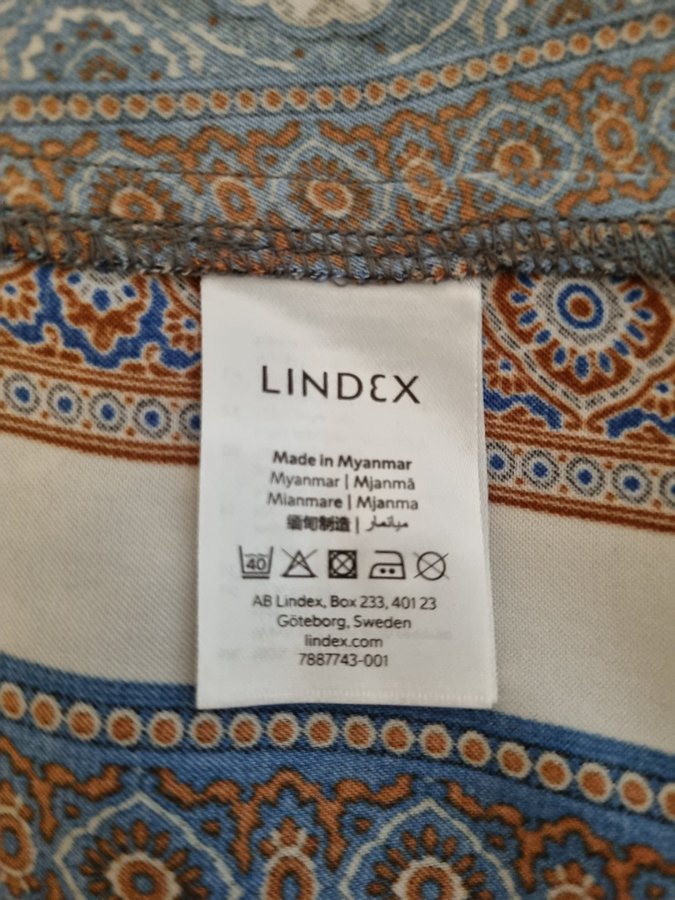 LINDEX
Made in Myanmar
Myanmar | Mjanmā
Mianmare | Mjanma
缅甸制造 | ميانمار
40
AB Lindex, Box 233, 401 23
Göteborg, Sweden
lindex.com
7887743-001